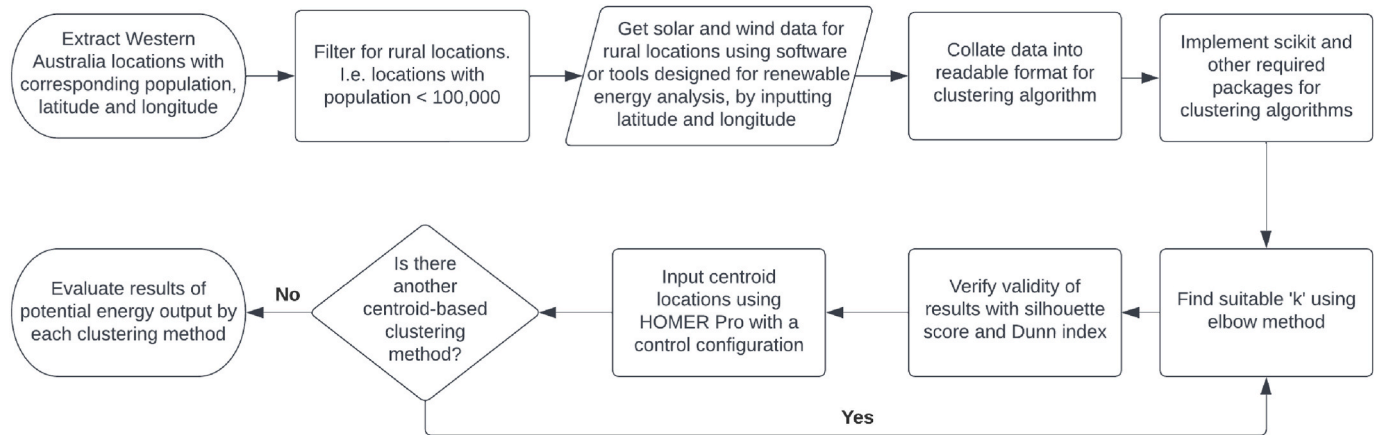 Extract Western
Australia locations with
corresponding population,
latitude and longitude
Filter for rural locations.
I.e. locations with
population < 100,000
Get solar and wind data for
rural locations using software
or tools designed for renewable
energy analysis, by inputting
latitude and longitude
Collate data into
readable format for
clustering algorithm
Implement scikit and
other required
packages for
clustering algorithms
Find suitable 'k' using
elbow method
Verify validity of
results with silhouette
score and Dunn index
Input centroid
locations using
HOMER Pro with a
control configuration
Is there
another
centroid-based
clustering
method?
No
Evaluate results of
potential energy output by
each clustering method
Yes